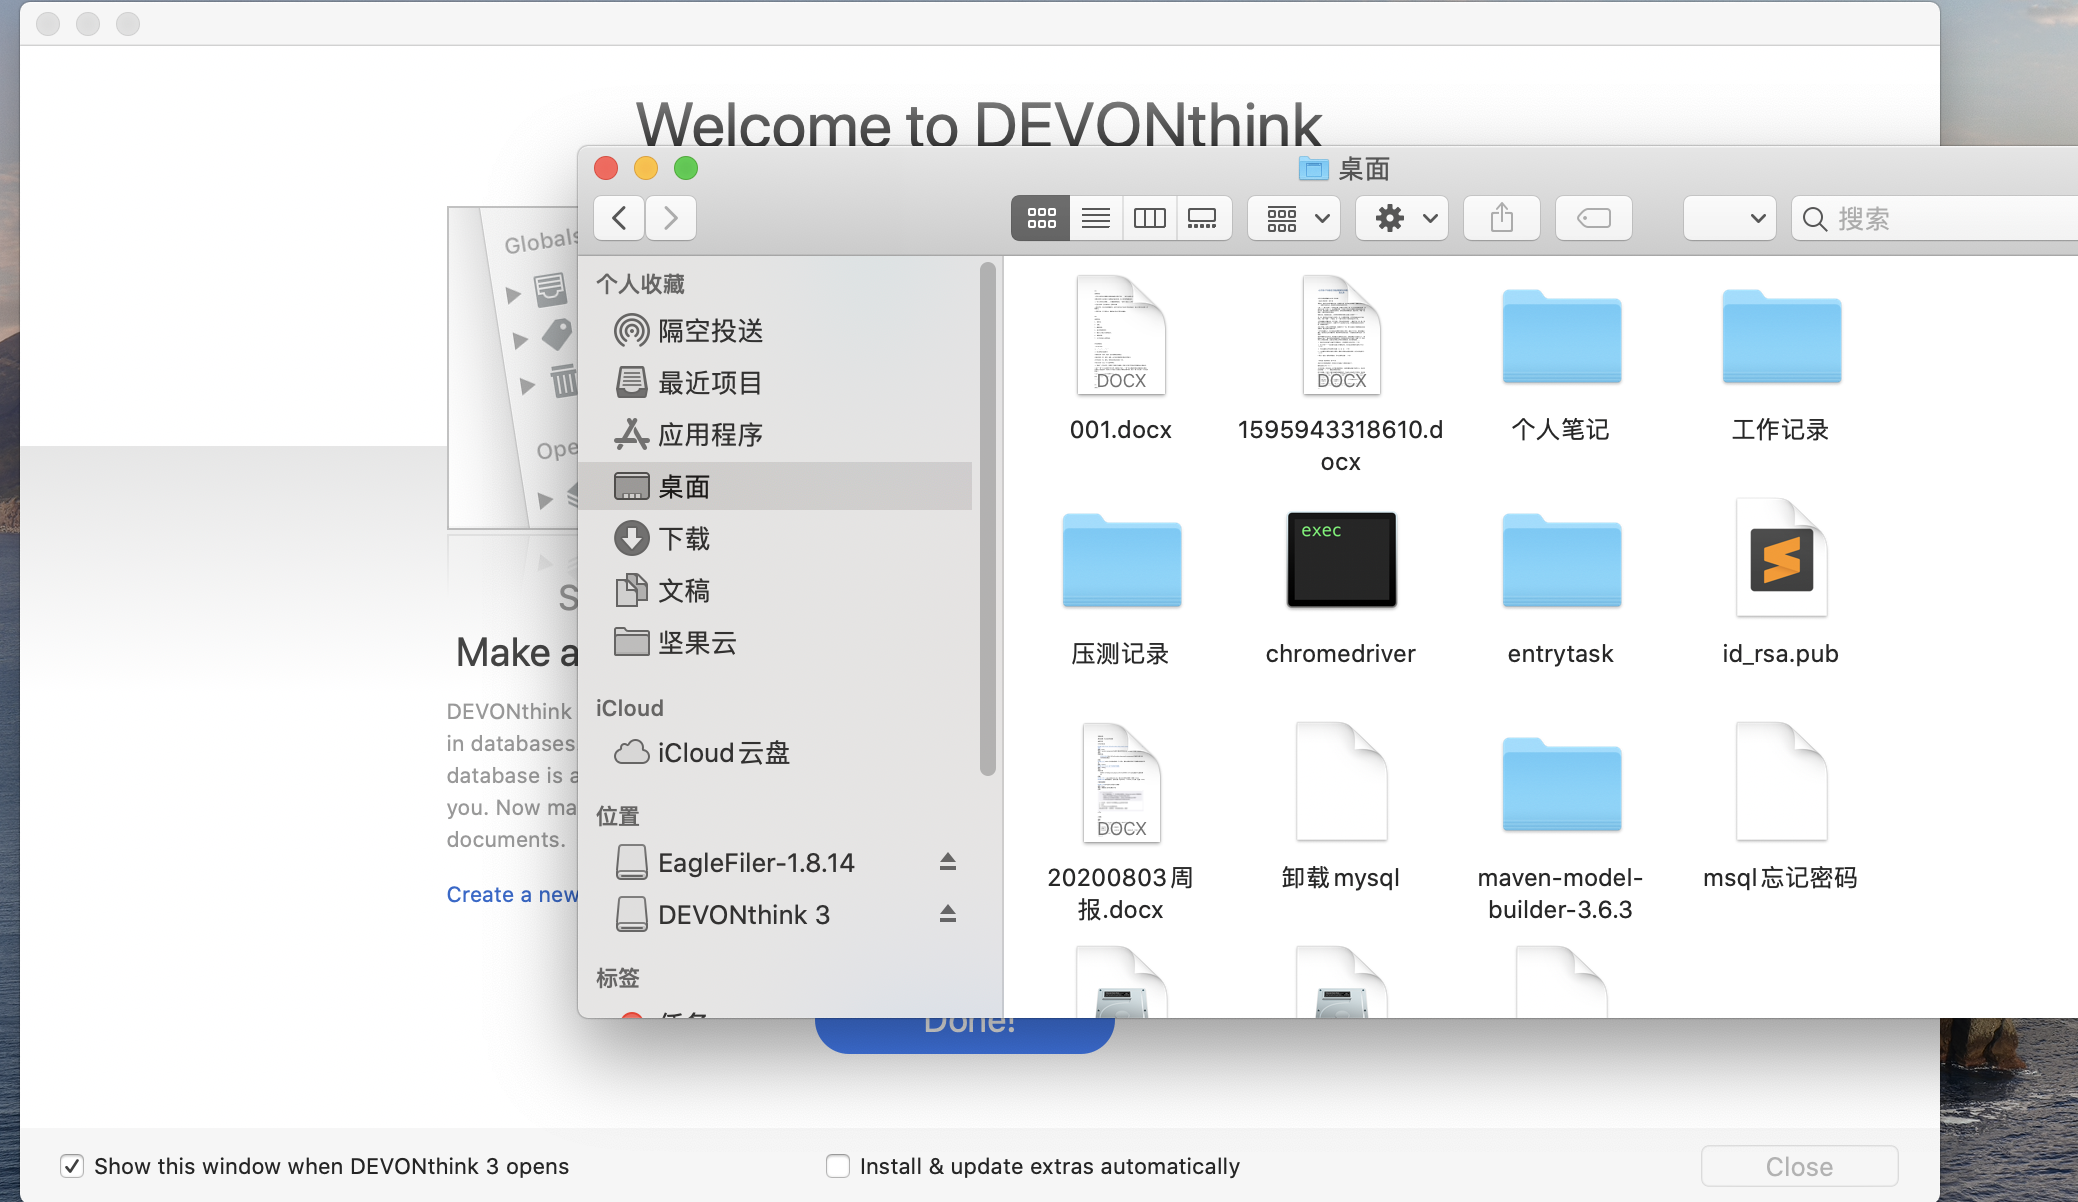 Welcome to DEVONthink
桌面
搜索
Globals
Ope
S
Make a
DEVONthink
in databases.
database is a
you. Now ma
documents.
Create a new
个人收藏
隔空投送
最近项目
应用程序
桌面
下载
文稿
坚果云
iCloud
iCloud云盘
位置
EagleFiler-1.8.14
DEVONthink 3
标签
任务
DOCX
001.docx
DOCX
1595943318610.d
ocx
个人笔记
工作记录
压测记录
exec
chromedriver
entrytask
id_rsa.pub
DOCX
20200803周
报.docx
卸载mysql
maven-model-
builder-3.6.3
msql忘记密码
Done!
Show this window when DEVONthink 3 opens
Install & update extras automatically
Close